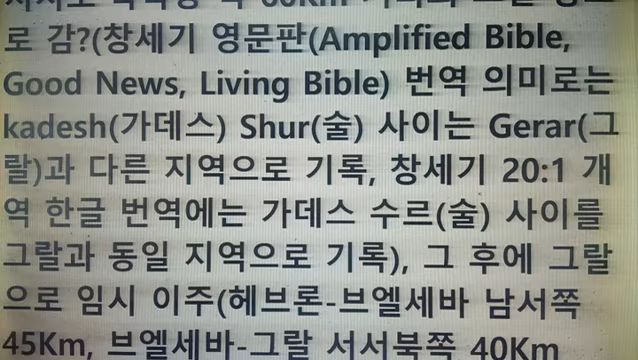 로 감?(창세기 영문판(Amplified Bible,
Good News, Living Bible) 번역 의미로는
kadesh(가데스) Shur(술) 사이는 Gerar(그
랄)과 다른 지역으로 기록, 창세기 20:1 개
역 한글 번역에는 가데스 수르(술) 사이를
그랄과 동일 지역으로 기록), 그 후에 그랄
으로 임시 이주(헤브론-브엘세바 남서쪽
45Km, 브엘세바-그랄 서서북쪽 40Km